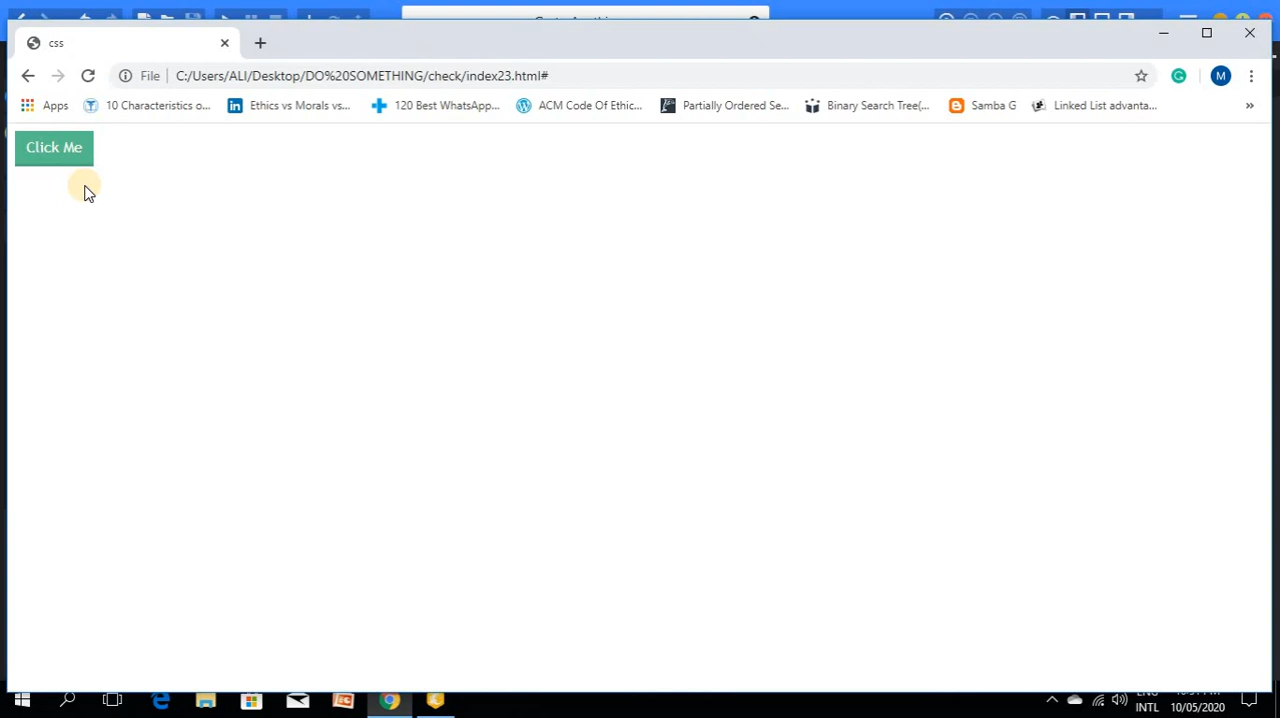 css
File
C:/Users/ALI/Desktop/DO%20SOMETHING/check/index23.html#
M
Apps
10 Characteristics o...
Ethics vs Morals vs...
120 Best WhatsApp...
ACM Code Of Ethic...
Partially Ordered Se...
Binary Search Tree(...
Samba G
Linked List advanta...
»
Click Me
ENG
INTL
10/05/2020